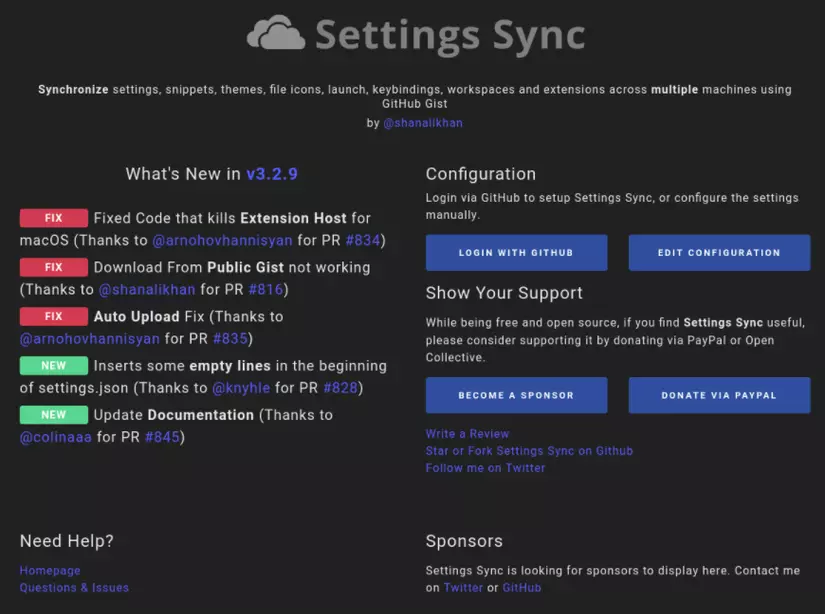 Settings Sync
Synchronize settings, snippets, themes, file icons, launch, keybindings, workspaces and extensions across multiple machines using
GitHub Gist
by @shanalikhan
What's New in v3.2.9
FIX Fixed Code that kills Extension Host for
macOS (Thanks to @arnohovhannisyan for PR #834)
FIX Download From Public Gist not working
(Thanks to @shanalikhan for PR #816)
FIX Auto Upload Fix (Thanks to
@arnohovhannisyan for PR #835)
NEW Inserts some empty lines in the beginning
of settings.json (Thanks to @knyhle for PR #828)
NEW Update Documentation (Thanks to
@colinaaa for PR #845)
Configuration
Login via GitHub to setup Settings Sync, or configure the settings
manually.
LOGIN WITH GITHUB
EDIT CONFIGURATION
Show Your Support
While being free and open source, if you find Settings Sync useful,
please consider supporting it by donating via PayPal or Open
Collective.
BECOME A SPONSOR
DONATE VIA PAYPAL
Write a Review
Star or Fork Settings Sync on Github
Follow me on Twitter
Need Help?
Homepage
Questions & Issues
Sponsors
Settings Sync is looking for sponsors to display here. Contact me
on Twitter or GitHub